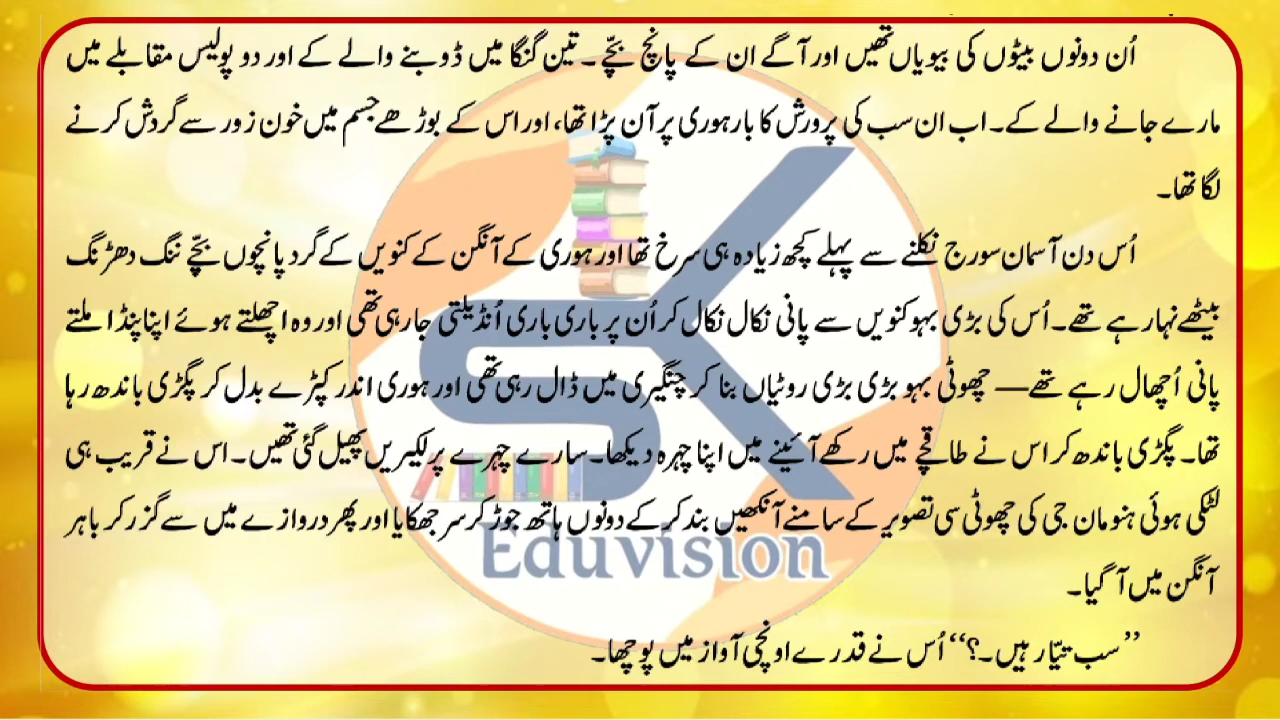 اُن دونوں بیٹوں کی بیویاں تھیں اور آگے ان کے پانچ بچّے۔ تین گنگا میں ڈوبنے والے کے اور دو پولیس مقابلے میں
مارے جانے والے کے۔ اب ان سب کی پرورش کا بار ہوری پر آن پڑا تھا، اور اس کے بوڑھے جسم میں خون زور سے گردش کرنے
لگا تھا۔
اُس دن آسمان سورج نکلنے سے پہلے کچھ زیادہ ہی سرخ تھا اور ہوری کے آنگن کے کنویں کے گرد پانچوں بچّے ننگ دھڑنگ
بیٹھے نہا رہے تھے۔ اُس کی بڑی بہو کنویں سے پانی نکال نکال کر اُن پر باری باری اُنڈیلتی جا رہی تھی اور وہ اچھلتے ہوئے اپنا پنڈا ملتے
پانی اُچھال رہے تھے— چھوٹی بہو بڑی بڑی روٹیاں بنا کر چنگیری میں ڈال رہی تھی اور ہوری اندر کپڑے بدل کر پگڑی باندھ رہا
تھا۔ پگڑی باندھ کر اس نے طاقچے میں رکھے آئینے میں اپنا چہرہ دیکھا۔ سارے چہرے پر لکیریں پھیل گئی تھیں۔ اس نے قریب ہی
لٹکی ہوئی ہنومان جی کی چھوٹی سی تصویر کے سامنے آنکھیں بند کر کے دونوں ہاتھ جوڑ کر سر جھکایا اور پھر دروازے میں سے گزر کر باہر
آنگن میں آ گیا۔
’’سب تیّار ہیں۔؟‘‘ اُس نے قدرے اونچی آواز میں پوچھا۔
SK
Eduvision